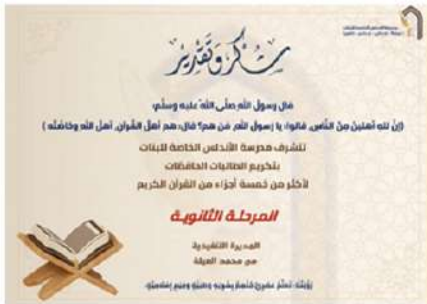 شكر وتقدير
قال رسول الله صلى الله عليه وسلم:
(إن لله أهلين من الناس، قالوا: يا رسول الله من هم؟ قال: هم أهل القرآن، أهل الله وخاصته)
تتشرف مدرسة الأندلس الخاصة للبنات
بتكريم الطالبات الحافظات
لأكثر من خمسة أجزاء من القرآن الكريم
المرحلة الثانوية
المديرة التنفيذية
محمد